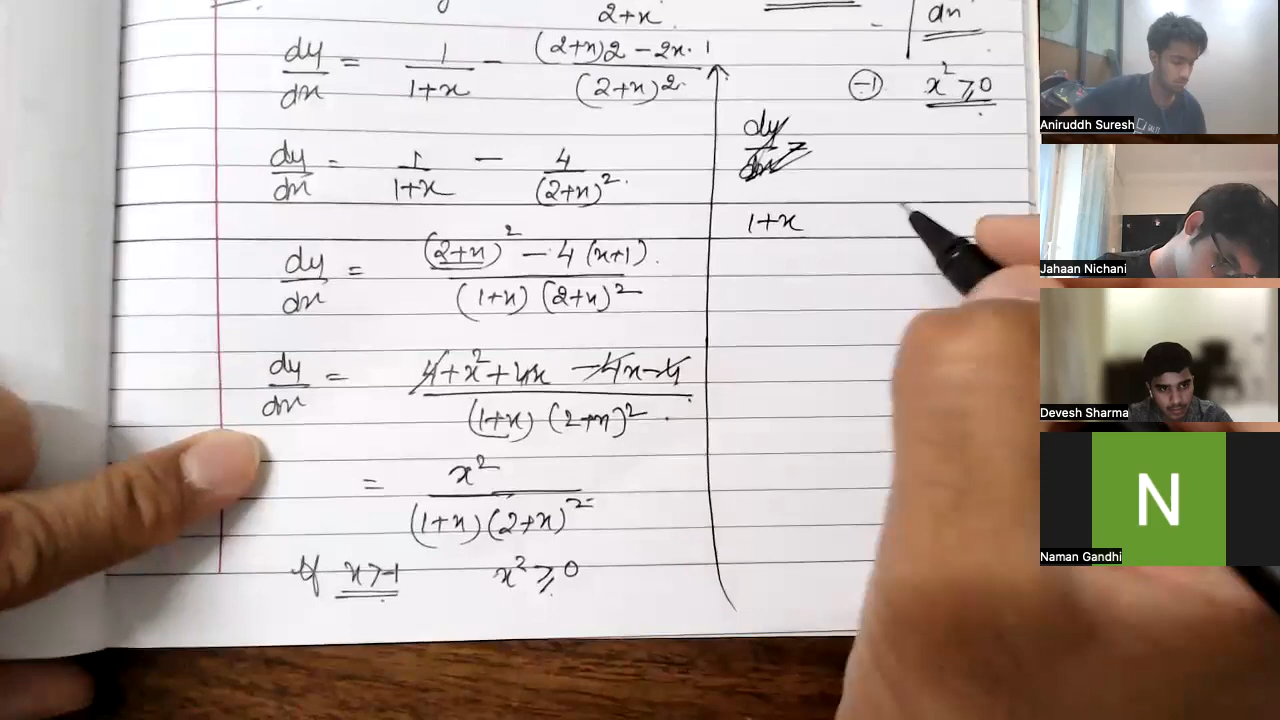 2+x
dy/dx = 1/(1+x) - ((2+x)2 - 2x·1)/(2+x)2
dy/dx = 1/(1+x) - 4/(2+x)²
dy/dx = ((2+x)² - 4(x+1))/((1+x)(2+x)²)
dy/dx = (4+x²+4x -4x-4)/((1+x)(2+x)²)
= x²/((1+x)(2+x)²)
If x>-1 x²≥0
dx
-1 x²≥0
dy/dx =
1+x
Aniruddh Suresh
Jahaan Nichani
Devesh Sharma
N
Naman Gandhi